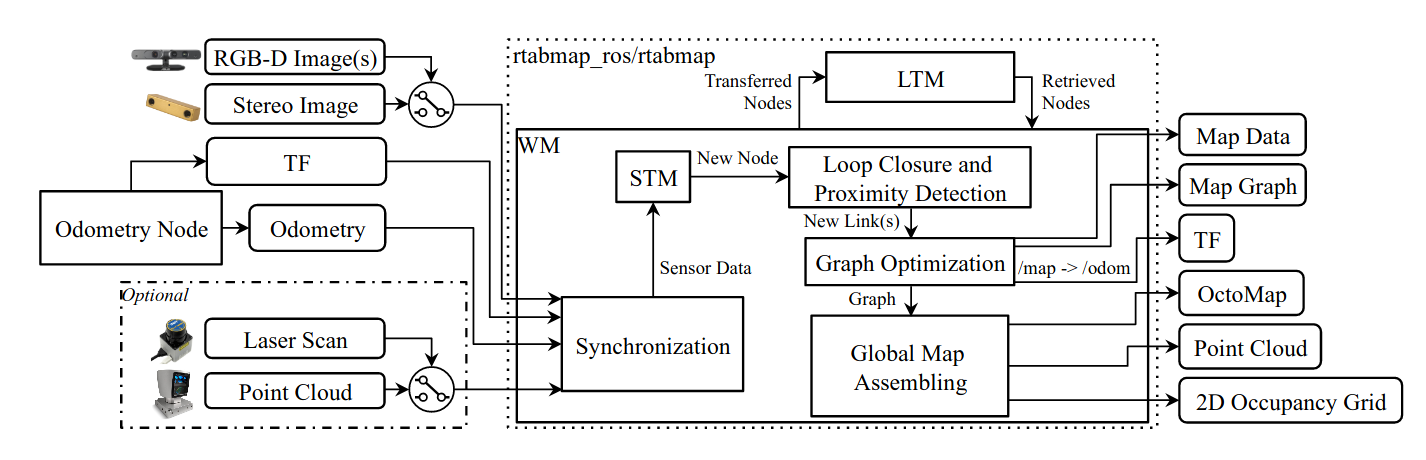 RGB-D Image(s)
Stereo Image
TF
Odometry Node
Odometry
Optional
Laser Scan
Point Cloud
rtabmap_ros/rtabmap
Transferred
Nodes
LTM
Retrieved
Nodes
WM
STM
New Node
Loop Closure and
Proximity Detection
New Link(s)
Graph Optimization
/map -> /odom
Sensor Data
Graph
Synchronization
Global Map
Assembling
Map Data
Map Graph
TF
OctoMap
Point Cloud
2D Occupancy Grid